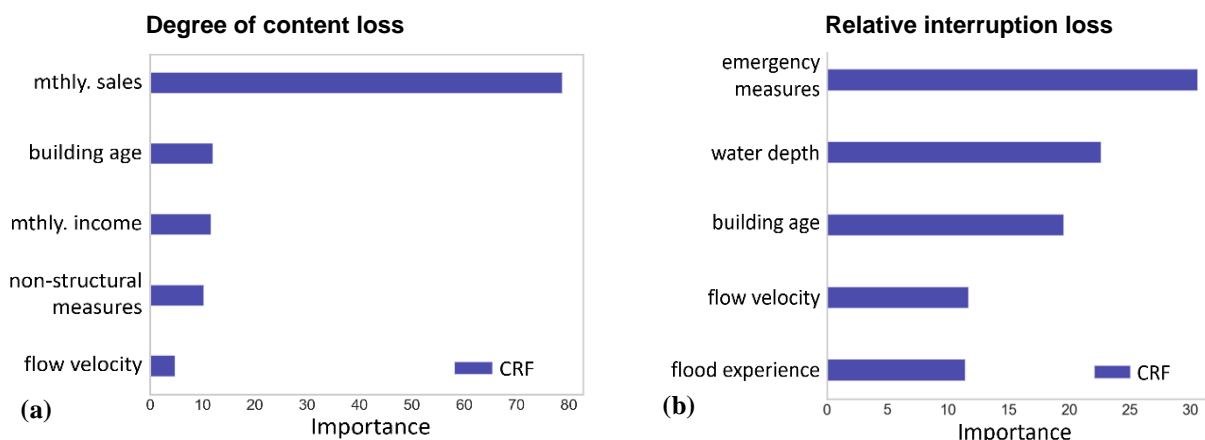 Degree of content loss
mthly. sales
building age
mthly. income
non-structural
measures
flow velocity
CRF
0 10 20 30 40 50 60 70 80
(a)
Importance
Relative interruption loss
emergency
measures
water depth
building age
flow velocity
flood experience
CRF
0 5 10 15 20 25 30
(b)
Importance